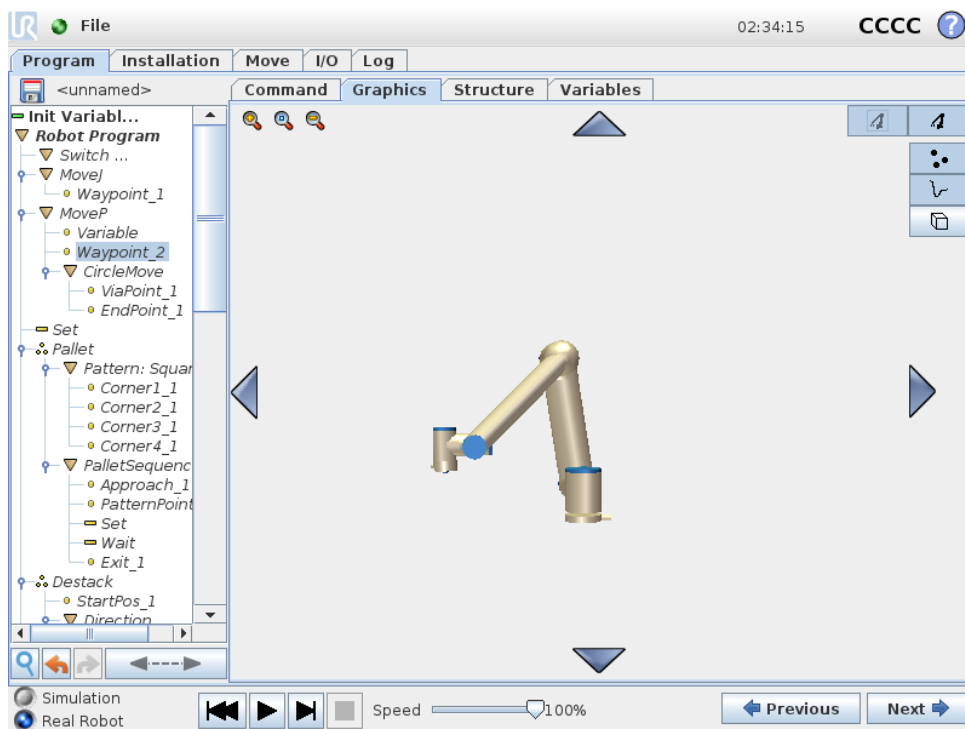 UR File 02:34:15 CCCC ?
Program Installation Move I/O Log
<unnamed> Command Graphics Structure Variables
Init Variabl...
Robot Program
Switch ...
MoveJ
Waypoint_1
MoveP
Variable
Waypoint_2
CircleMove
ViaPoint_1
EndPoint_1
Set
Pallet
Pattern: Squar
Corner1_1
Corner2_1
Corner3_1
Corner4_1
PalletSequenc
Approach_1
PatternPoint
Set
Wait
Exit_1
Destack
StartPos_1
Direction
Simulation
Real Robot
Speed 100%
Previous Next